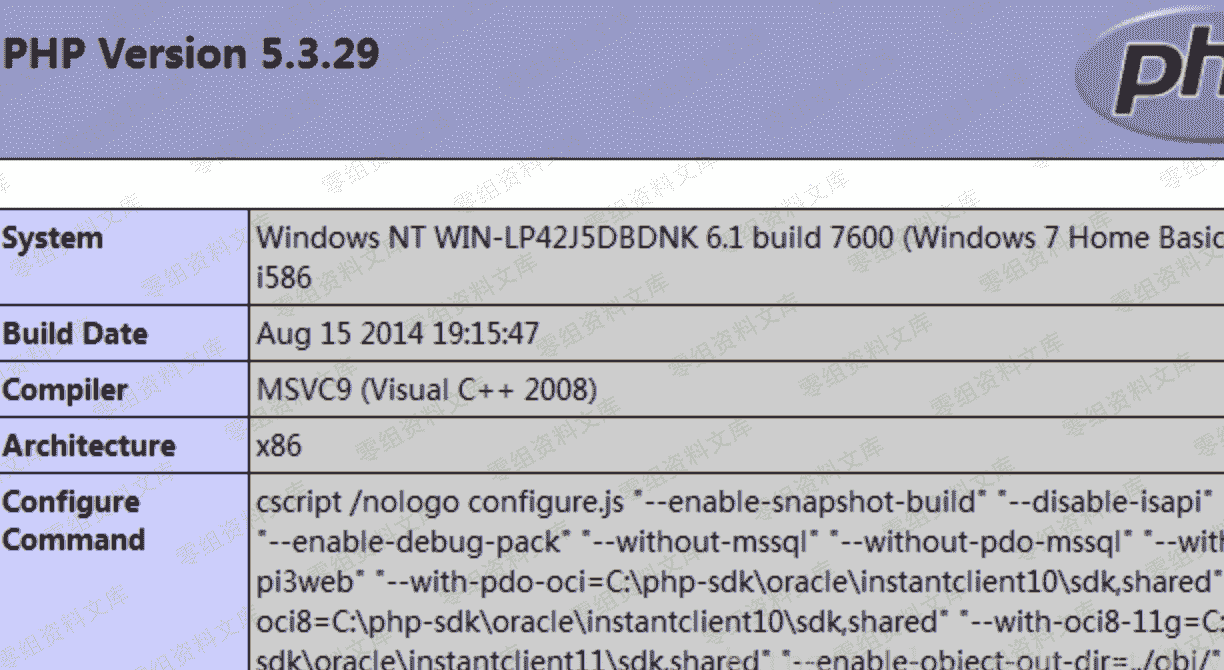 PHP Version 5.3.29
php
System
Windows NT WIN-LP42J5DBDNK 6.1 build 7600 (Windows 7 Home Basic
i586
Build Date
Aug 15 2014 19:15:47
Compiler
MSVC9 (Visual C++ 2008)
Architecture
x86
Configure
Command
cscript /nologo configure.js "--enable-snapshot-build" "--disable-isapi"
"--enable-debug-pack" "--without-mssql" "--without-pdo-mssql" "--with
pi3web" "--with-pdo-oci=C:\php-sdk\oracle\instantclient10\sdk,shared"
oci8=C:\php-sdk\oracle\instantclient10\sdk,shared" "--with-oci8-11g=C:
sdk\oracle\instantclient11\sdk,shared" "--enable-object-out-dir=../obj/"
零组资料文库